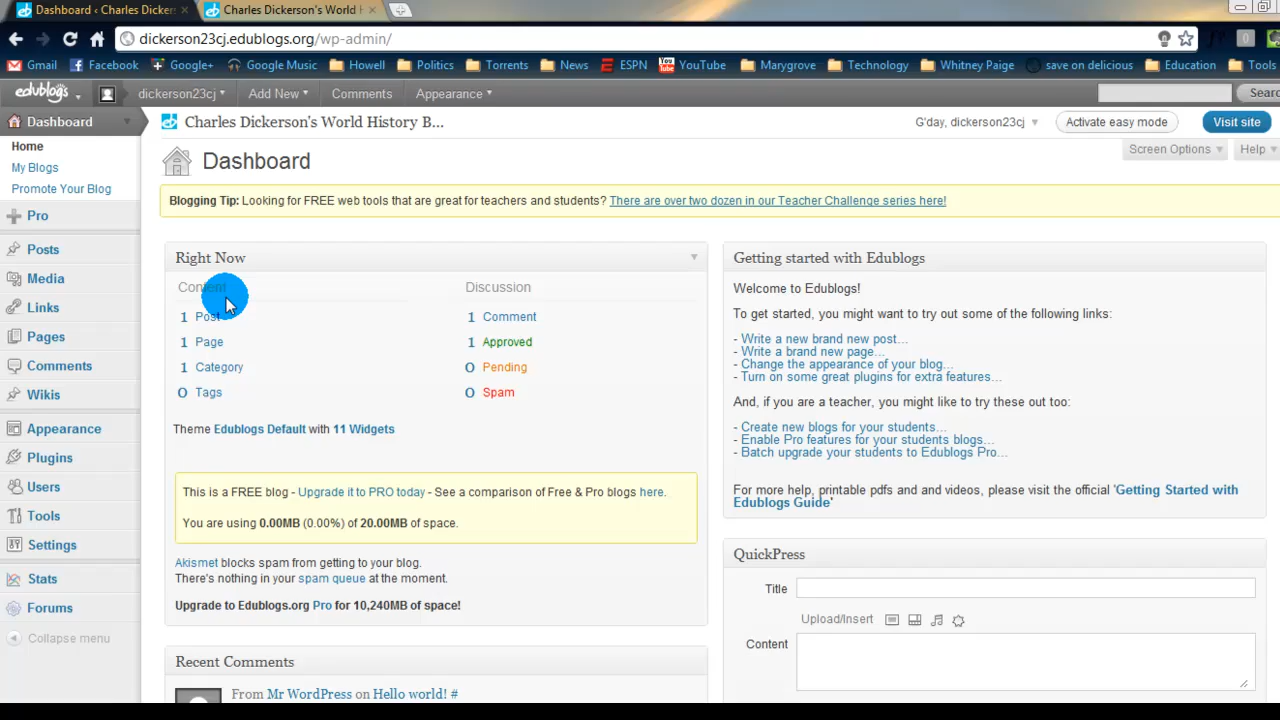 Dashboard ‹ Charles Dickers
Charles Dickerson's World H
dickerson23cj.edublogs.org/wp-admin/
Gmail Facebook Google+ Google Music Howell Politics Torrents News ESPN YouTube Marygrove Technology Whitney Paige save on delicious Education Tools
edublogs dickerson23cj Add New Comments Appearance Searc
Dashboard
Home
My Blogs
Promote Your Blog
Pro
Posts
Media
Links
Pages
Comments
Wikis
Appearance
Plugins
Users
Tools
Settings
Stats
Forums
Collapse menu
Charles Dickerson's World History B...
G'day, dickerson23cj
Activate easy mode
Visit site
Screen Options
Help
Dashboard
Blogging Tip: Looking for FREE web tools that are great for teachers and students? There are over two dozen in our Teacher Challenge series here!
Right Now
Content
1 Post
1 Page
1 Category
0 Tags
Discussion
1 Comment
1 Approved
0 Pending
0 Spam
Theme Edublogs Default with 11 Widgets
This is a FREE blog - Upgrade it to PRO today - See a comparison of Free & Pro blogs here.
You are using 0.00MB (0.00%) of 20.00MB of space.
Akismet blocks spam from getting to your blog.
There's nothing in your spam queue at the moment.
Upgrade to Edublogs.org Pro for 10,240MB of space!
Recent Comments
From Mr WordPress on Hello world! #
Getting started with Edublogs
Welcome to Edublogs!
To get started, you might want to try out some of the following links:
- Write a new brand new post...
- Write a brand new page...
- Change the appearance of your blog...
- Turn on some great plugins for extra features...
And, if you are a teacher, you might like to try these out too:
- Create new blogs for your students...
- Enable Pro features for your students blogs...
- Batch upgrade your students to Edublogs Pro...
For more help, printable pdfs and and videos, please visit the official 'Getting Started with
Edublogs Guide'
QuickPress
Title
Upload/Insert
Content